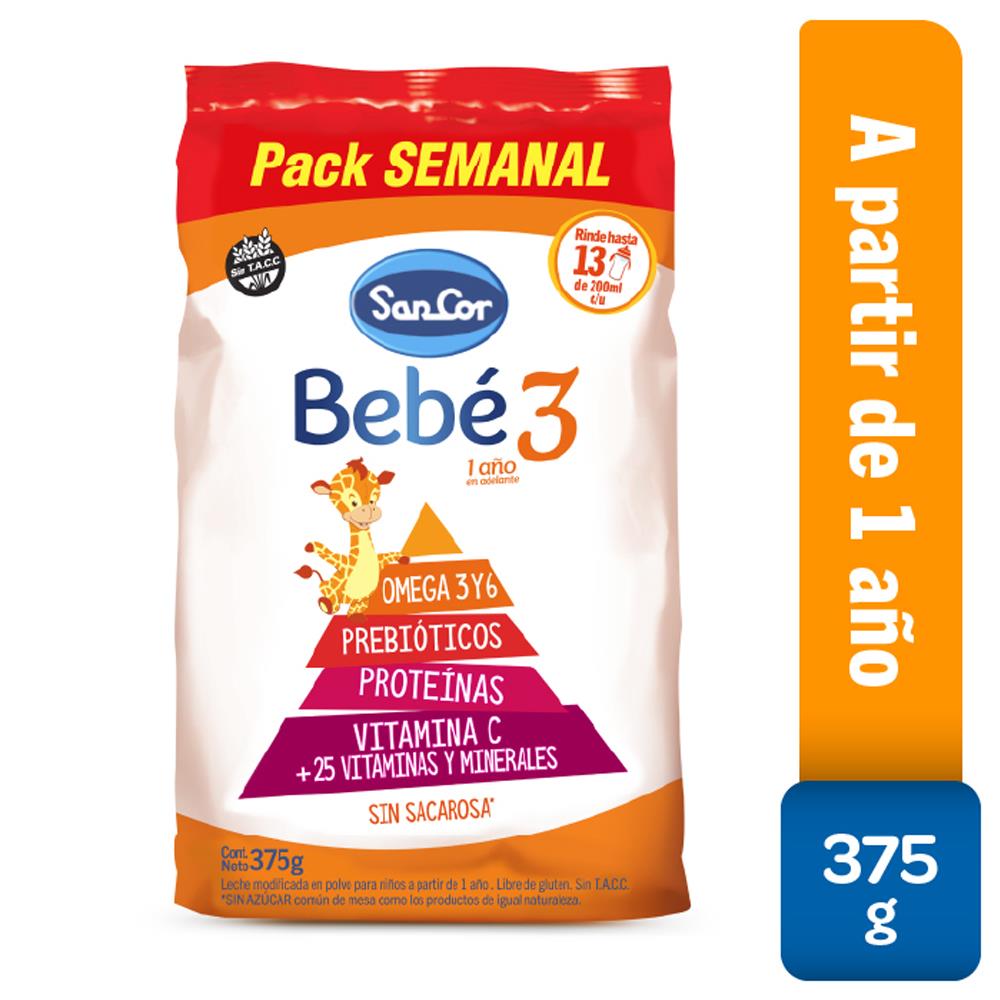 Pack SEMANAL
Sin T.A.C.C.
Rinde hasta
13
de 200ml
c/u
SanCor
Bebé 3
1 año
en adelante
OMEGA 3 Y 6
PREBIÓTICOS
PROTEÍNAS
VITAMINA C
+25 VITAMINAS Y MINERALES
SIN SACAROSA*
Cont.
Neto 375g
Leche modificada en polvo para niños a partir de 1 año. Libre de gluten. Sin T.A.C.C.
*SIN AZÚCAR común de mesa como los productos de igual naturaleza.
A partir de 1 año
375
g